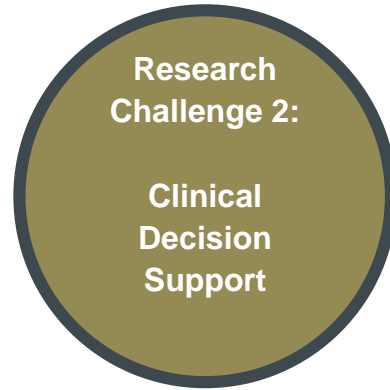 Research
Challenge 2:
Clinical
Decision
Support